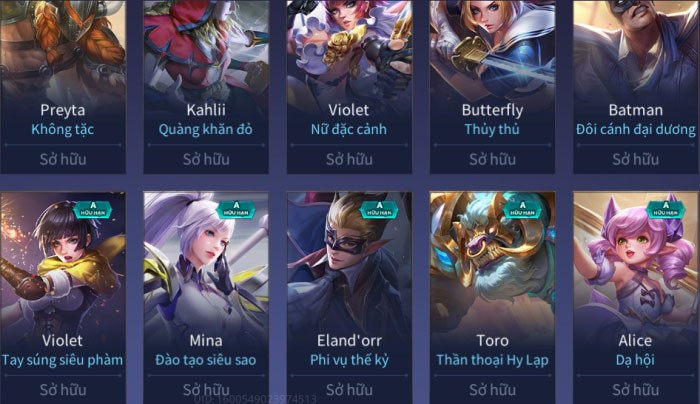 Preyta
Không tặc
Sở hữu
Kahlii
Quàng khăn đỏ
Sở hữu
Violet
Nữ đặc cảnh
Sở hữu
Butterfly
Thủy thủ
Sở hữu
Batman
Đôi cánh đại dương
Sở hữu
A
HỮU HẠN
Violet
Tay súng siêu phàm
Sở hữu
A
HỮU HẠN
Mina
Đào tạo siêu sao
Sở hữu
A
HỮU HẠN
Eland'orr
Phi vụ thế kỷ
Sở hữu
A
HỮU HẠN
Toro
Thần thoại Hy Lạp
Sở hữu
A
HỮU HẠN
Alice
Dạ hội
Sở hữu
UID: 1600549023974513